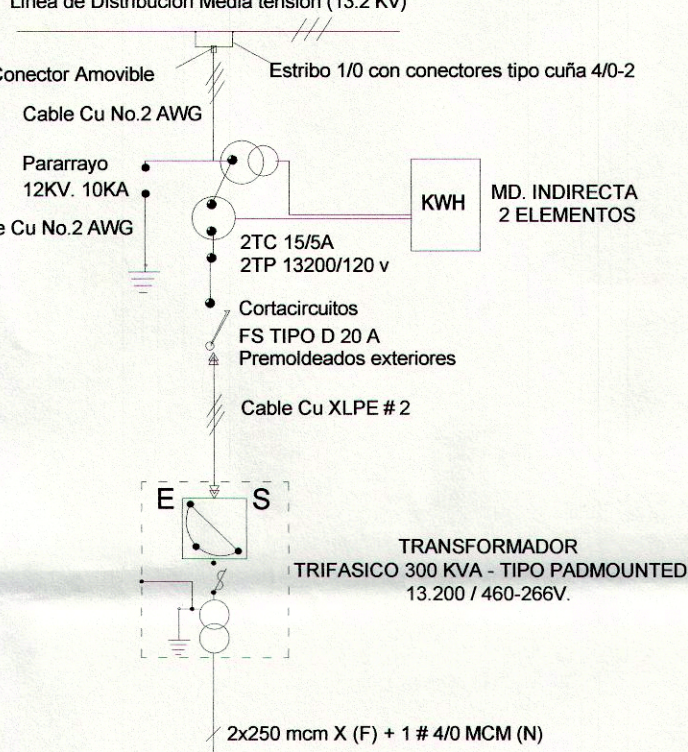 Linea de Distribución Media tensión (13.2 KV)
Conector Amovible
Estribo 1/0 con conectores tipo cuña 4/0-2
Cable Cu No.2 AWG
Pararrayo
12KV. 10KA
e Cu No.2 AWG
KWH
MD. INDIRECTA
2 ELEMENTOS
2TC 15/5A
2TP 13200/120 v
Cortacircuitos
FS TIPO D 20 A
Premoldeados exteriores
Cable Cu XLPE # 2
E S
TRANSFORMADOR
TRIFASICO 300 KVA - TIPO PADMOUNTED
13.200 / 460-266V.
2x250 mcm X (F) + 1 # 4/0 MCM (N)